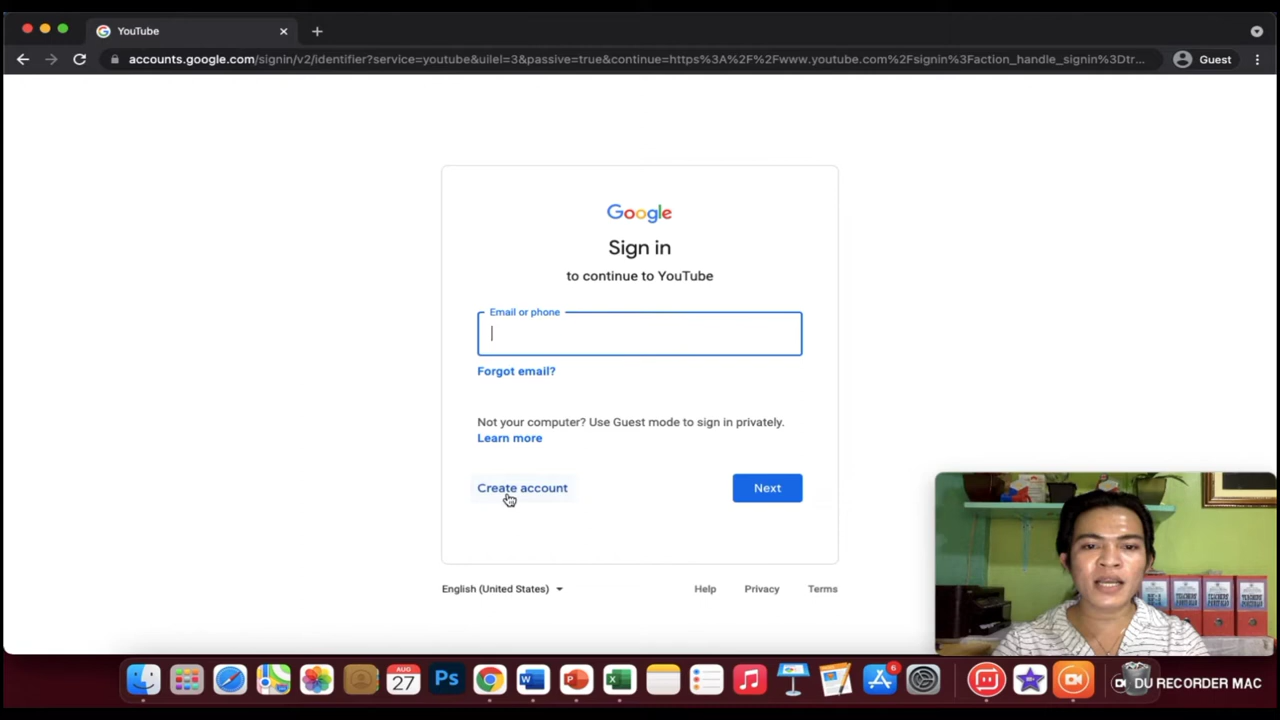 YouTube
accounts.google.com/signin/v2/identifier?service=youtube&uilel=3&passive=true&continue=https%3A%2F%2Fwww.youtube.com%2Fsignin%3Faction_handle_signin%3Dtr...
Guest
Google
Sign in
to continue to YouTube
Email or phone
Forgot email?
Not your computer? Use Guest mode to sign in privately.
Learn more
Create account
Next
English (United States)
Help
Privacy
Terms
TEACHERS'
PORTFOLIO
AUG
27
Ps
W
P
X
6
DU RECORDER MAC